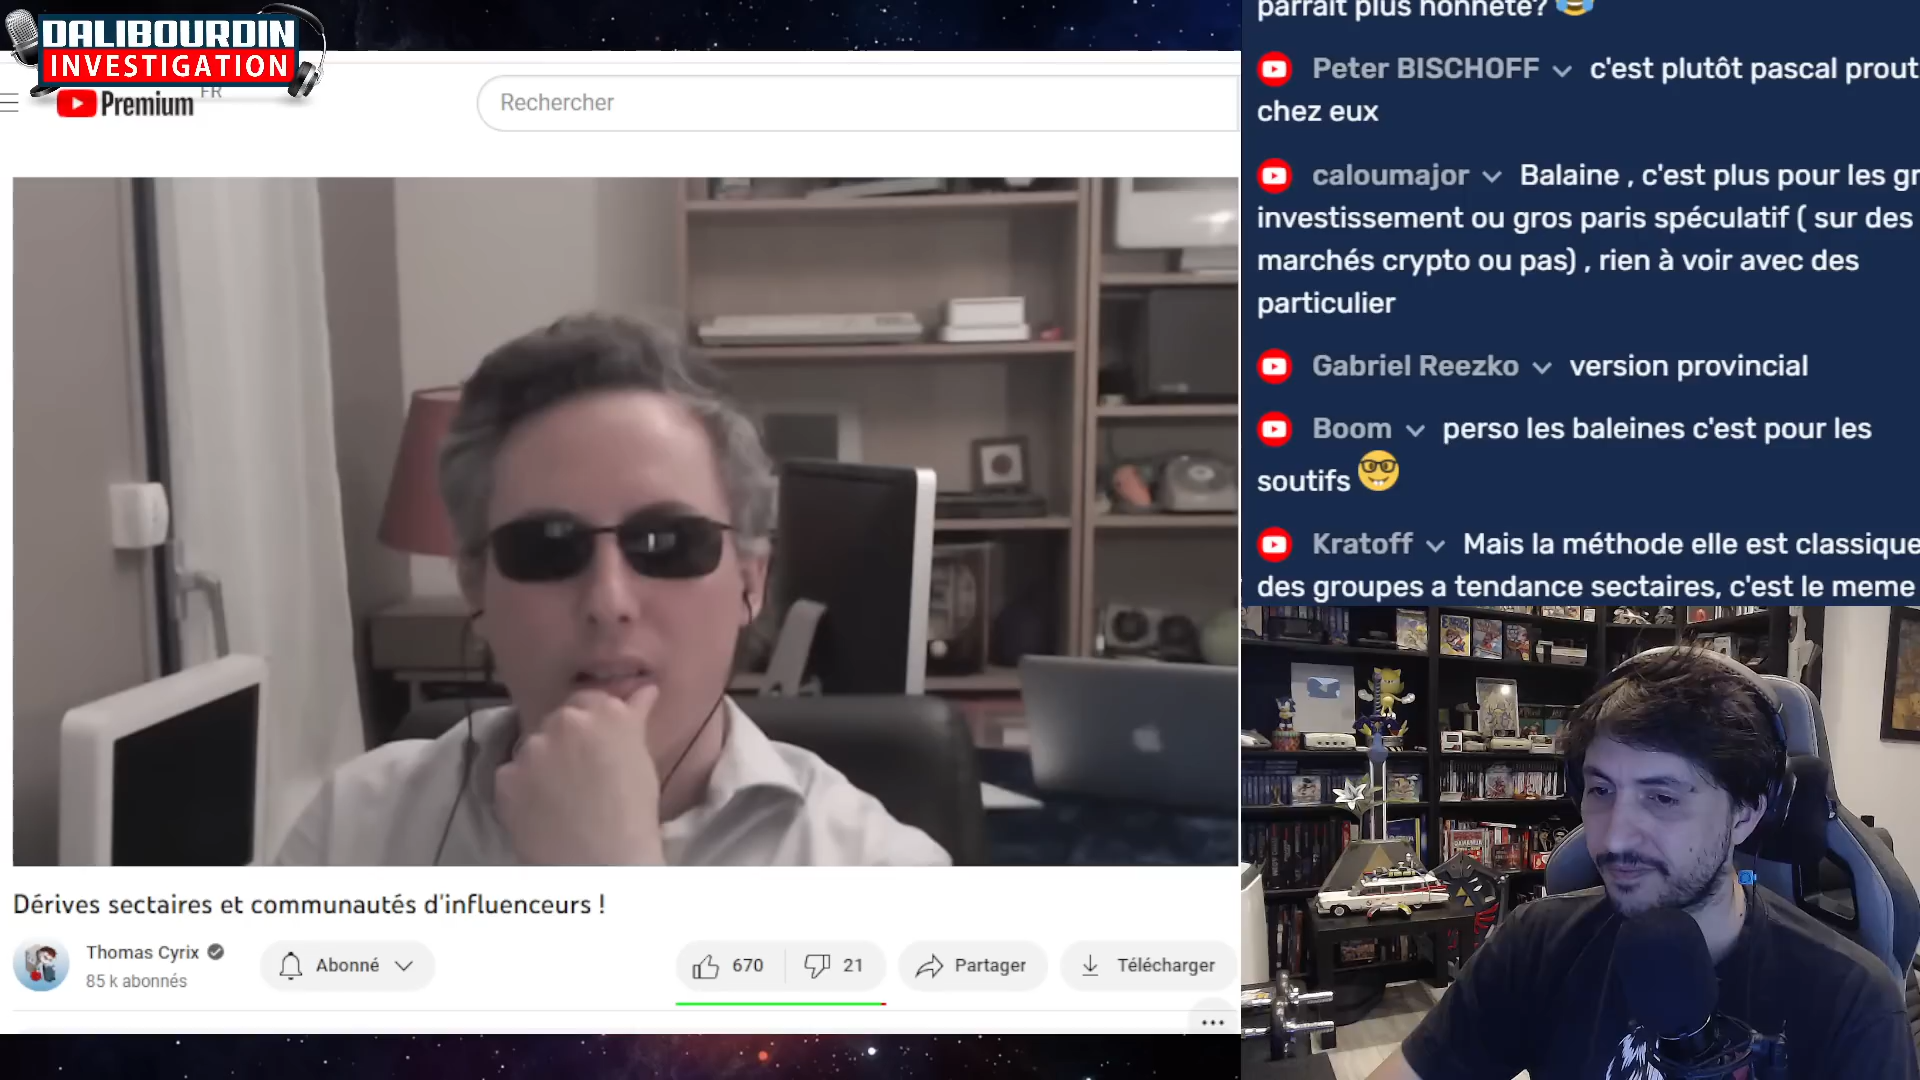 DALIBOURDIN
INVESTIGATION
Premium
FR
Rechercher
Dérives sectaires et communautés d'influenceurs !
Thomas Cyrix
85 k abonnés
Abonné
670
21
Partager
Télécharger
parrait plus honnete?
Peter BISCHOFF c'est plutôt pascal prout
chez eux
caloumajor Balaine , c'est plus pour les gr
investissement ou gros paris spéculatif ( sur des
marchés crypto ou pas) , rien à voir avec des
particulier
Gabriel Reezko version provincial
Boom perso les baleines c'est pour les
soutifs
Kratoff Mais la méthode elle est classique
des groupes a tendance sectaires, c'est le meme